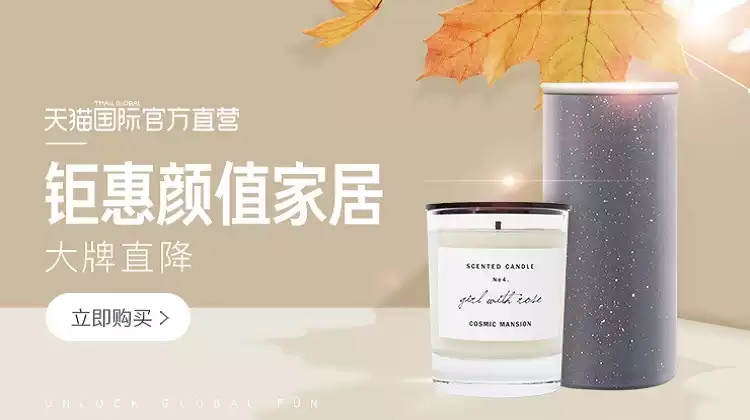 TMALL GLOBAL
天猫国际官方直营
钜惠颜值家居
大牌直降
立即购买 >
UNLOCK GLOBAL FUN
SCENTED CANDLE
No 4.
girl with rose
COSMIC MANSION